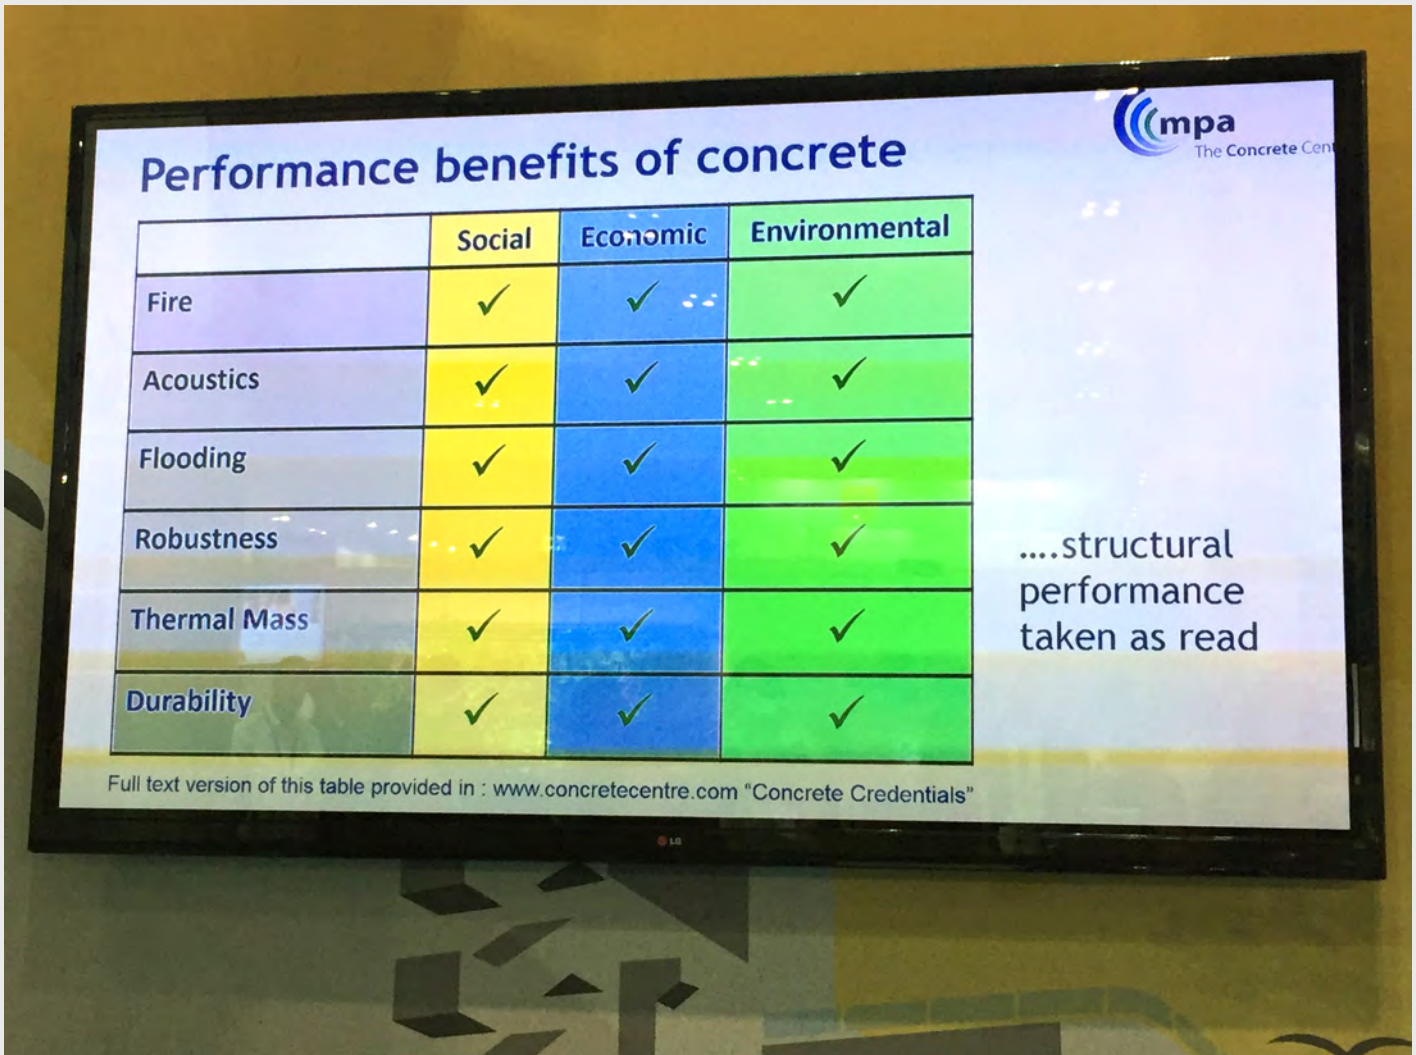 mpa
The Concrete Cent
Performance benefits of concrete
Social Economic Environmental
Fire ✓ ✓ ✓
Acoustics ✓ ✓ ✓
Flooding ✓ ✓ ✓
Robustness ✓ ✓ ✓
Thermal Mass ✓ ✓ ✓
Durability ✓ ✓ ✓
....structural
performance
taken as read
Full text version of this table provided in : www.concretecentre.com “Concrete Credentials”
LG